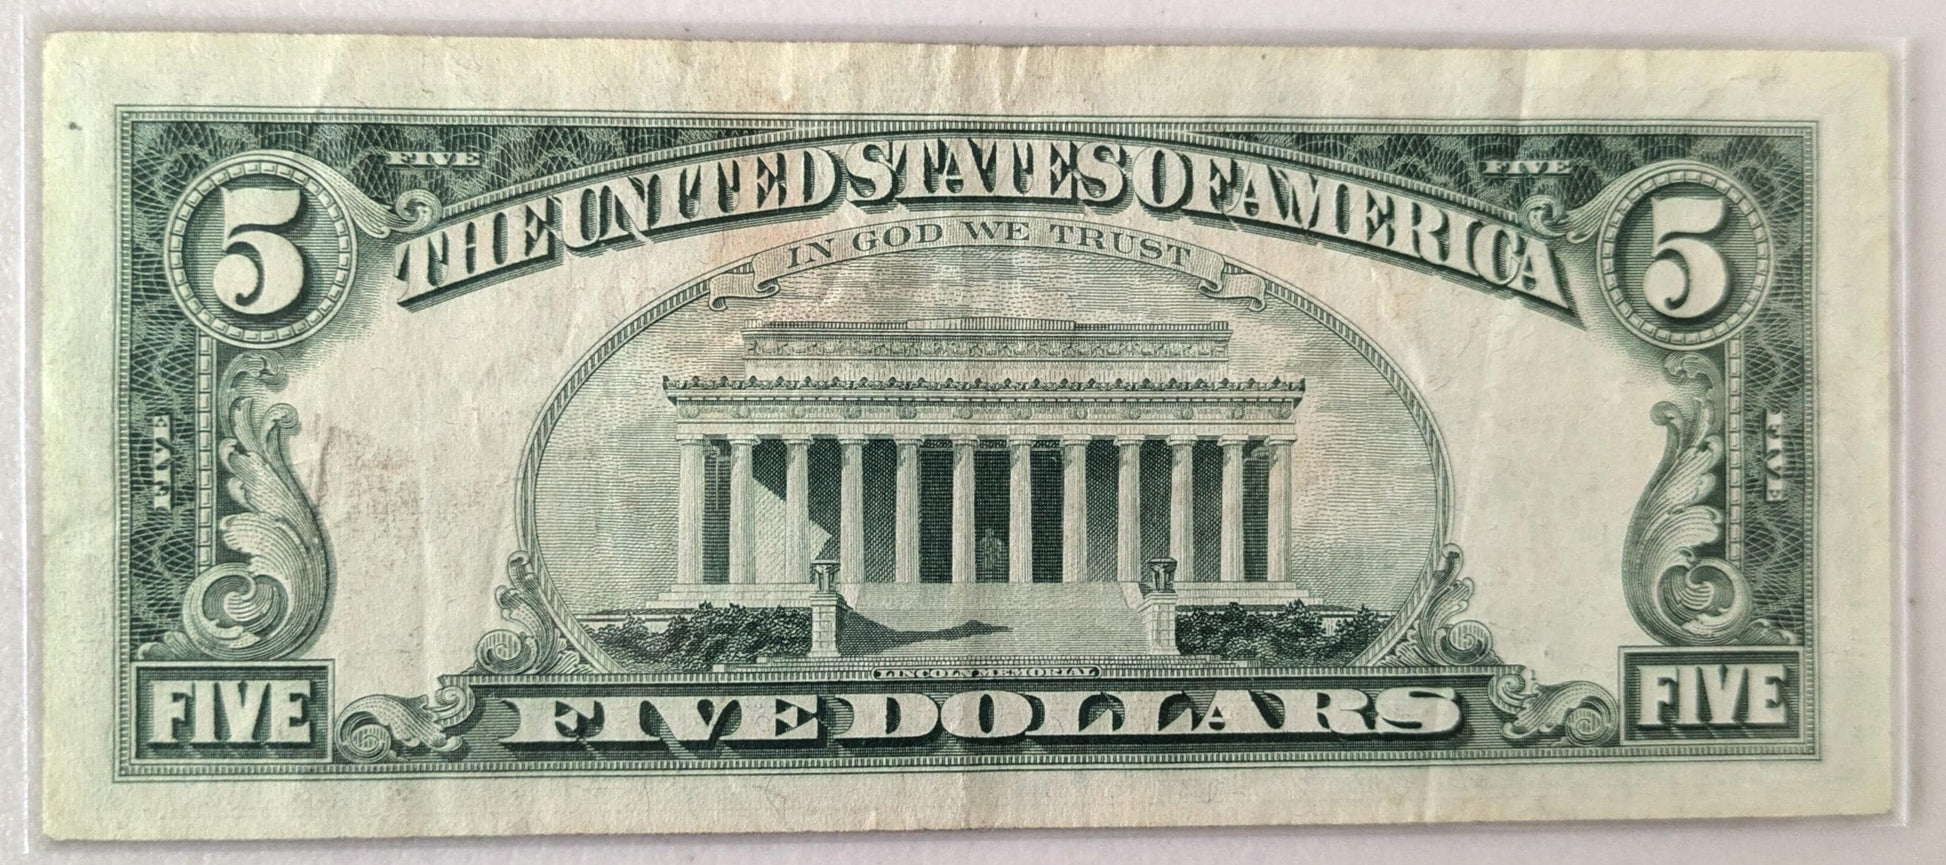 FIVE
FIVE
5
THE UNITED STATES OF AMERICA
5
IN GOD WE TRUST
FIVE
FIVE
LINCOLN MEMORIAL
FIVE
FIVE DOLLARS
FIVE